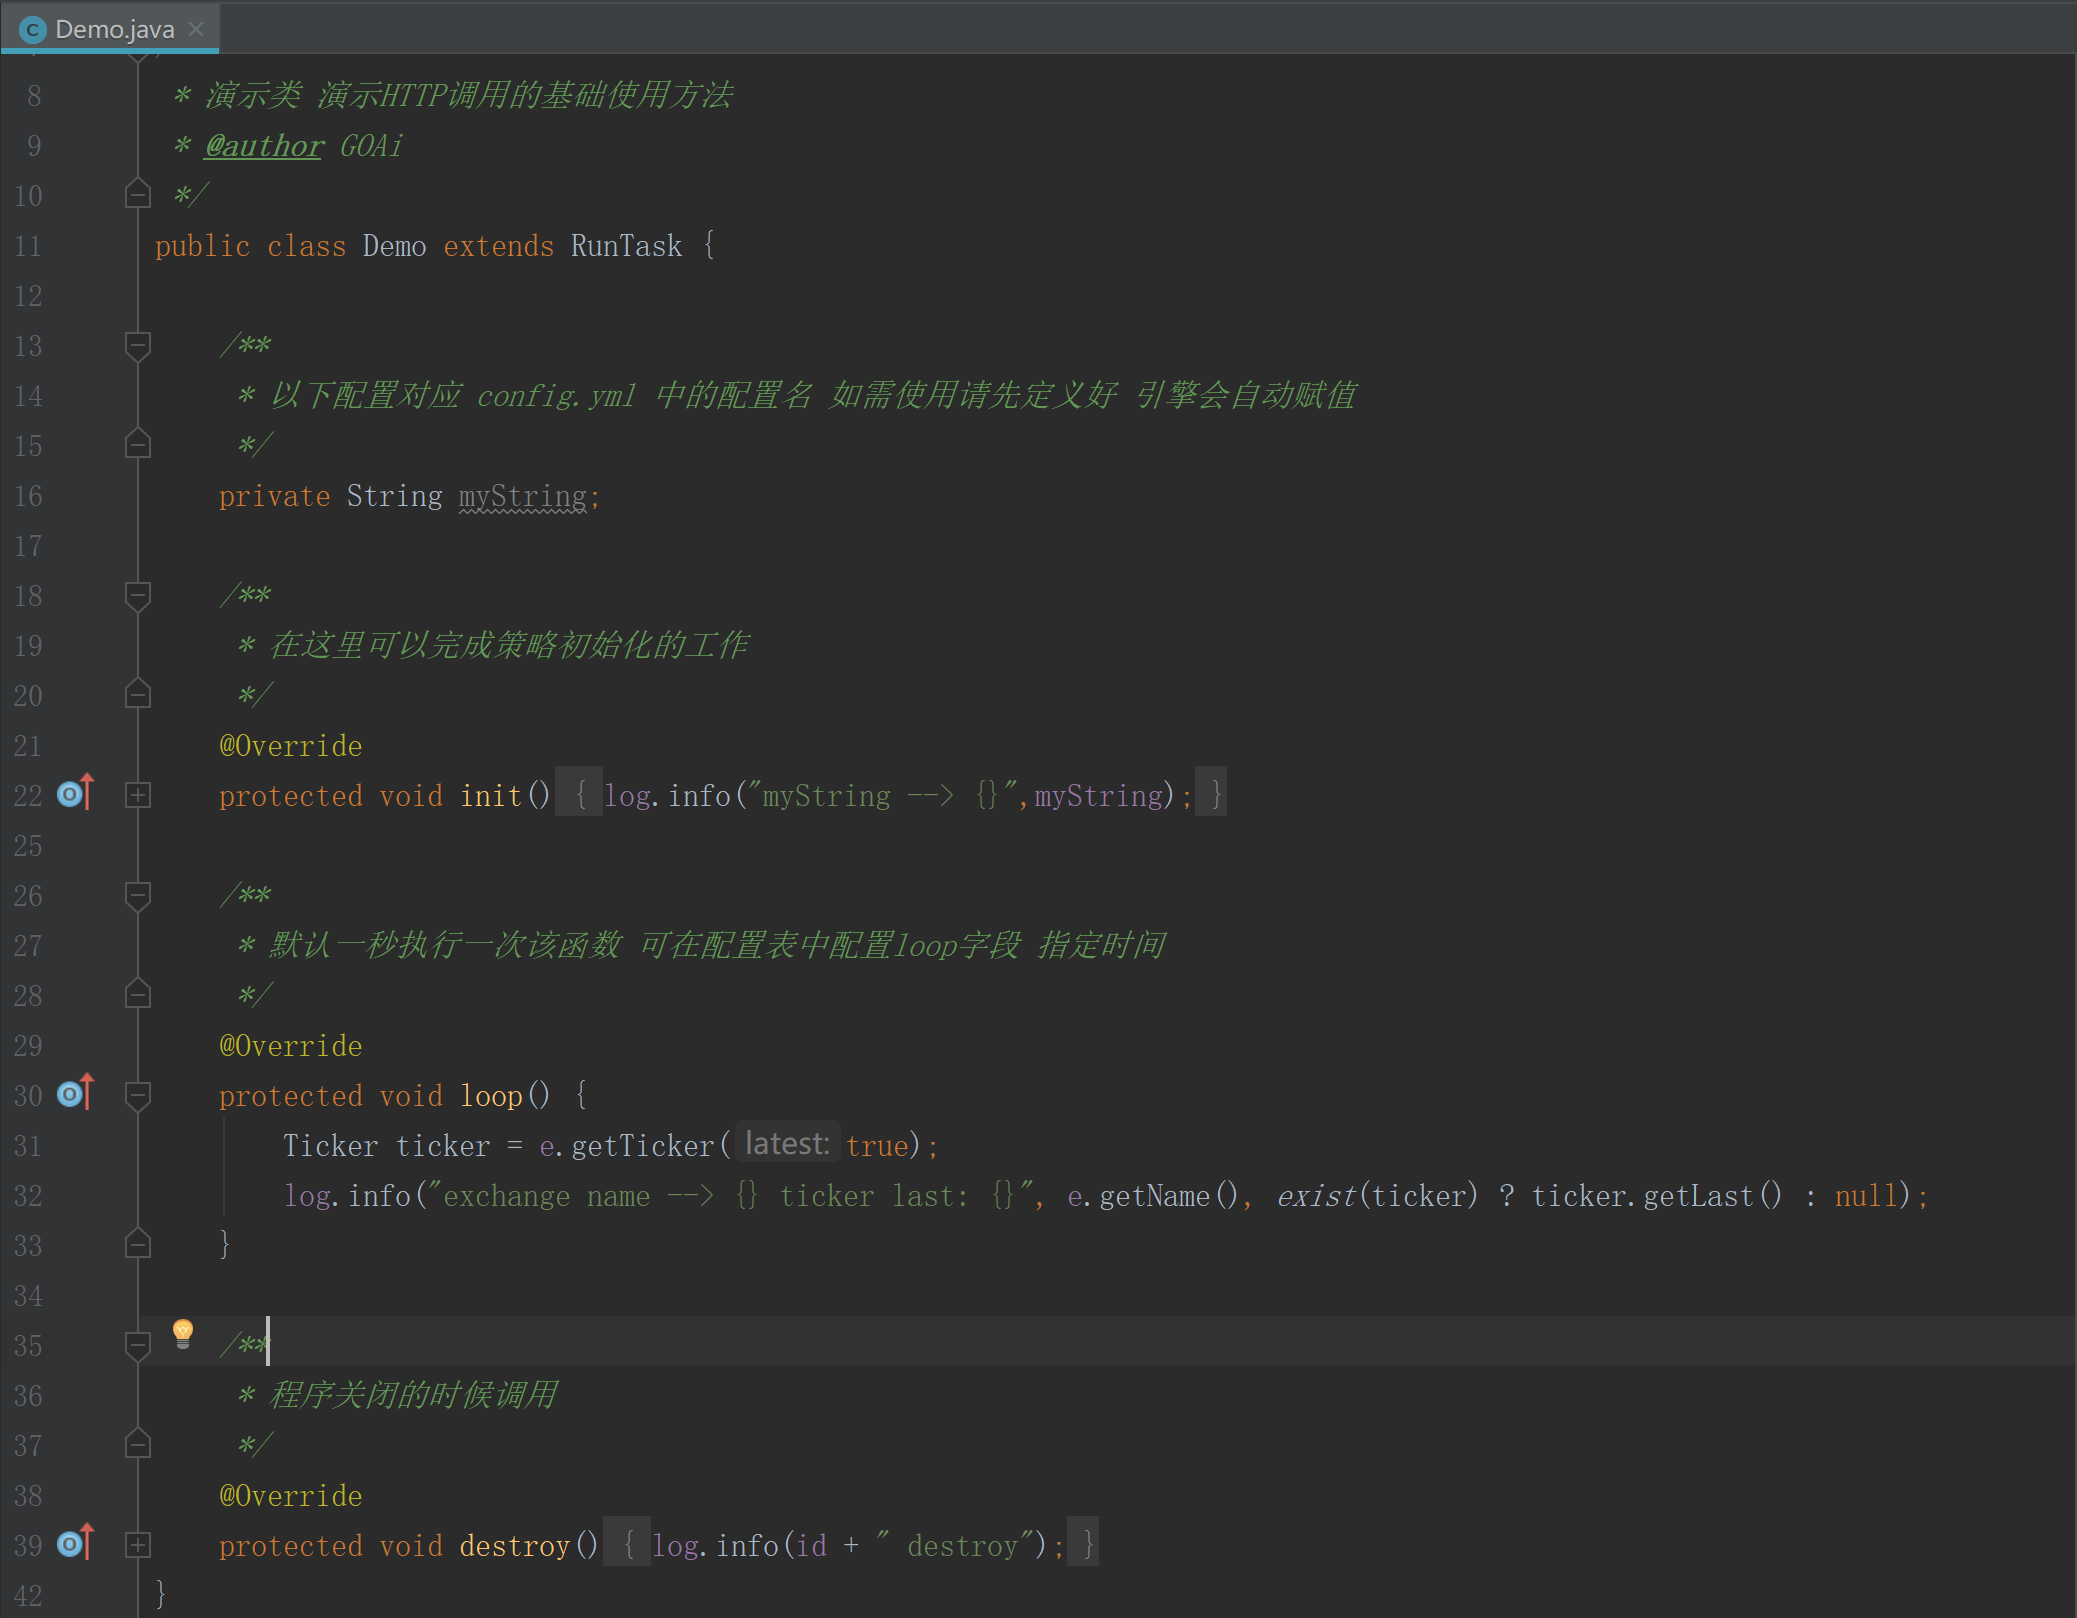 Demo.java
8 * 演示类 演示HTTP调用的基础使用方法
9 * @author GOAi
10 */
11 public class Demo extends RunTask {
12
13 /**
14 * 以下配置对应 config.yml 中的配置名 如需使用请先定义好 引擎会自动赋值
15 */
16 private String myString;
17
18 /**
19 * 在这里可以完成策略初始化的工作
20 */
21 @Override
22 protected void init() { log.info("myString --> {}",myString); }
25
26 /**
27 * 默认一秒执行一次该函数 可在配置表中配置loop字段 指定时间
28 */
29 @Override
30 protected void loop() {
31 Ticker ticker = e.getTicker( latest: true);
32 log.info("exchange name --> {} ticker last: {}", e.getName(), exist(ticker) ? ticker.getLast() : null);
33 }
34
35 /**
36 * 程序关闭的时候调用
37 */
38 @Override
39 protected void destroy() { log.info(id + " destroy"); }
42 }